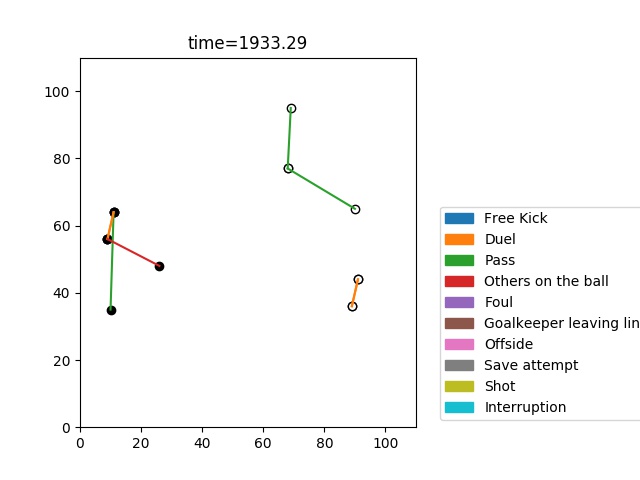 time=1933.29
100
80
60
40
20
0
0 20 40 60 80 100
Free Kick
Duel
Pass
Others on the ball
Foul
Goalkeeper leaving lin
Offside
Save attempt
Shot
Interruption